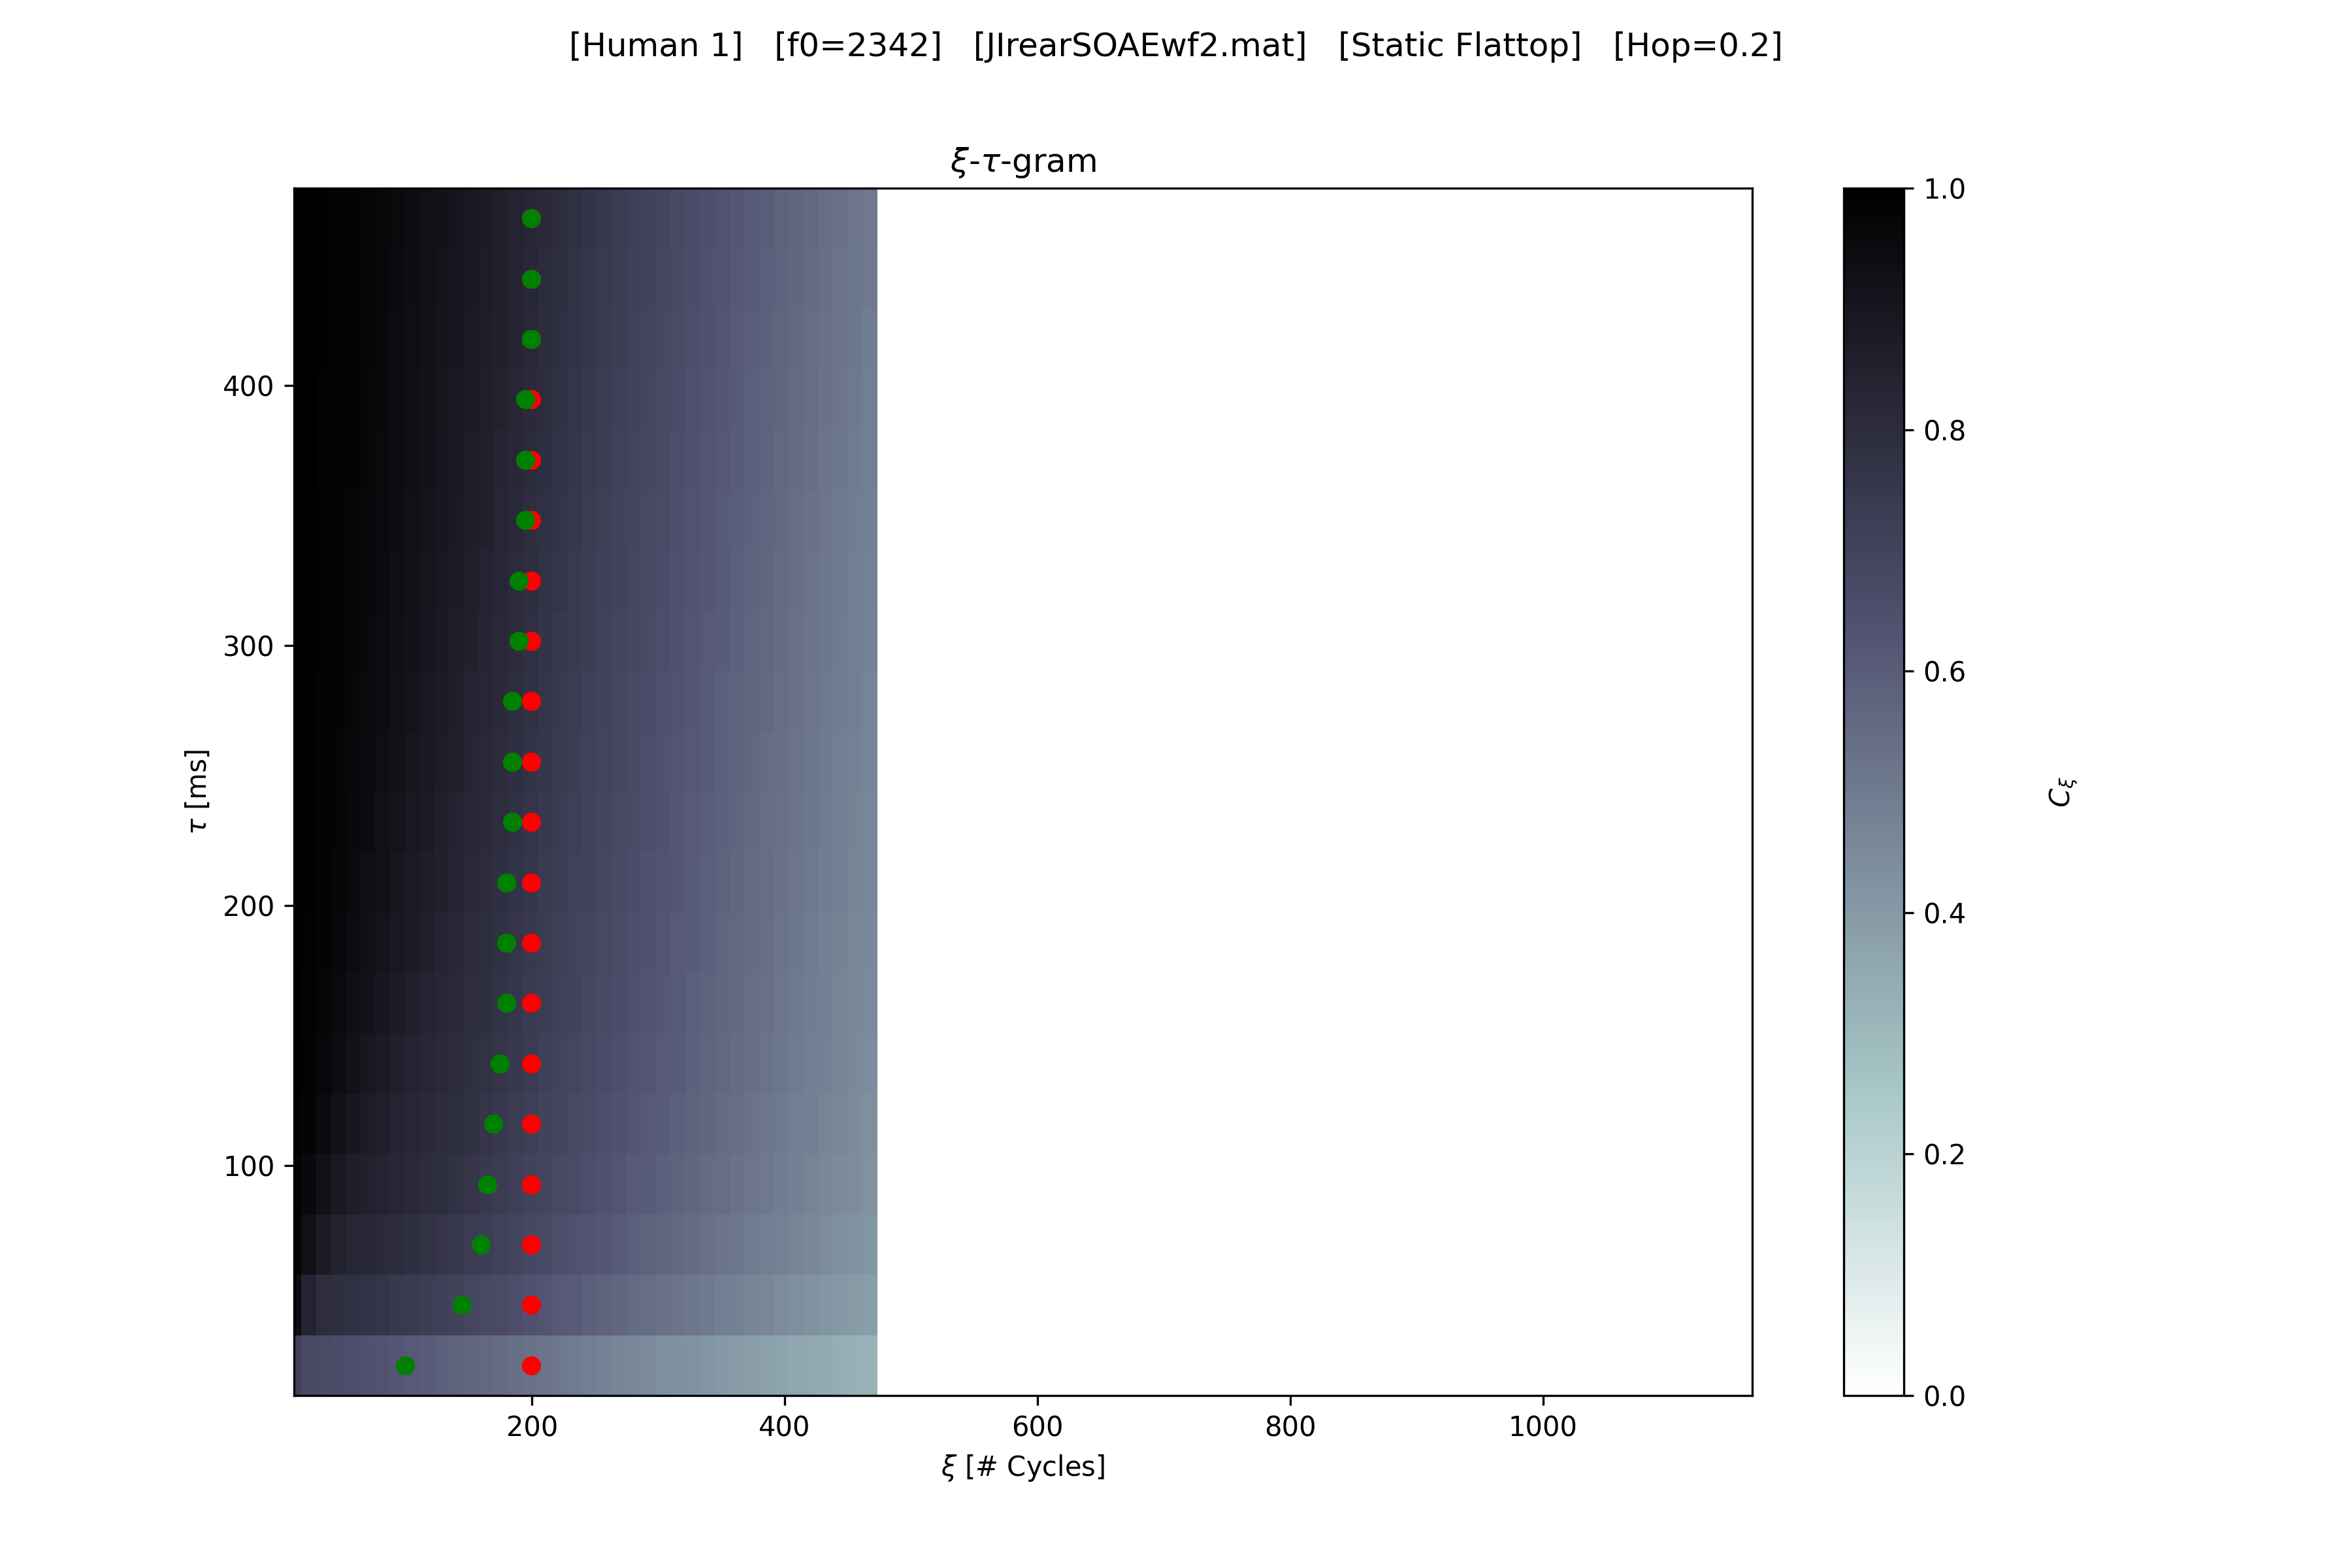 [Human 1] [f0=2342] [JIrearSOAEwf2.mat] [Static Flattop] [Hop=0.2]
ξ-τ-gram
τ [ms]
400
300
200
100
200 400 600 800 1000
ξ [# Cycles]
1.0
0.8
0.6
0.4
0.2
0.0
Cξ